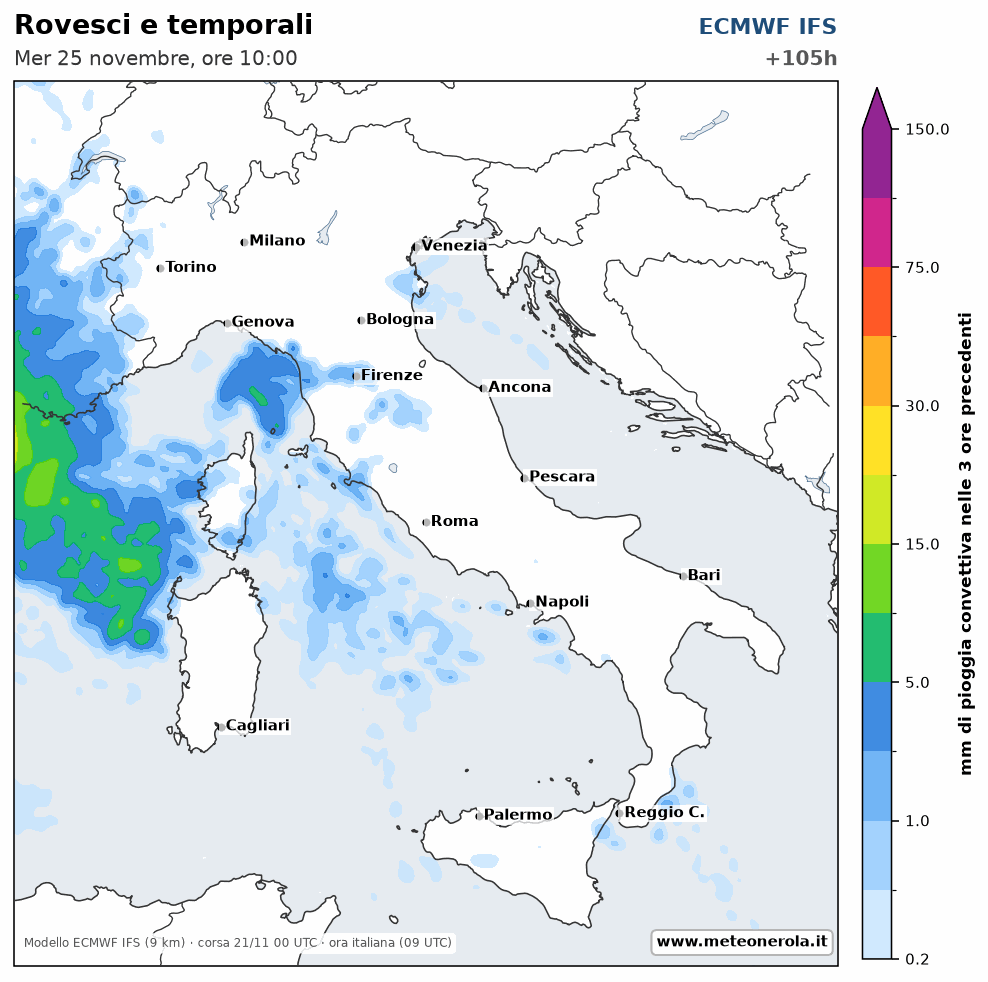 Rovesci e temporali
ECMWF IFS
Mer 25 novembre, ore 10:00
+105h
150.0
75.0
30.0
15.0
5.0
1.0
0.2
mm di pioggia convettiva nelle 3 ore precedenti
Milano
Venezia
Torino
Genova
Bologna
Firenze
Ancona
Pescara
Roma
Bari
Napoli
Cagliari
Palermo
Reggio C.
Modello ECMWF IFS (9 km) · corsa 21/11 00 UTC · ora italiana (09 UTC)
www.meteonerola.it